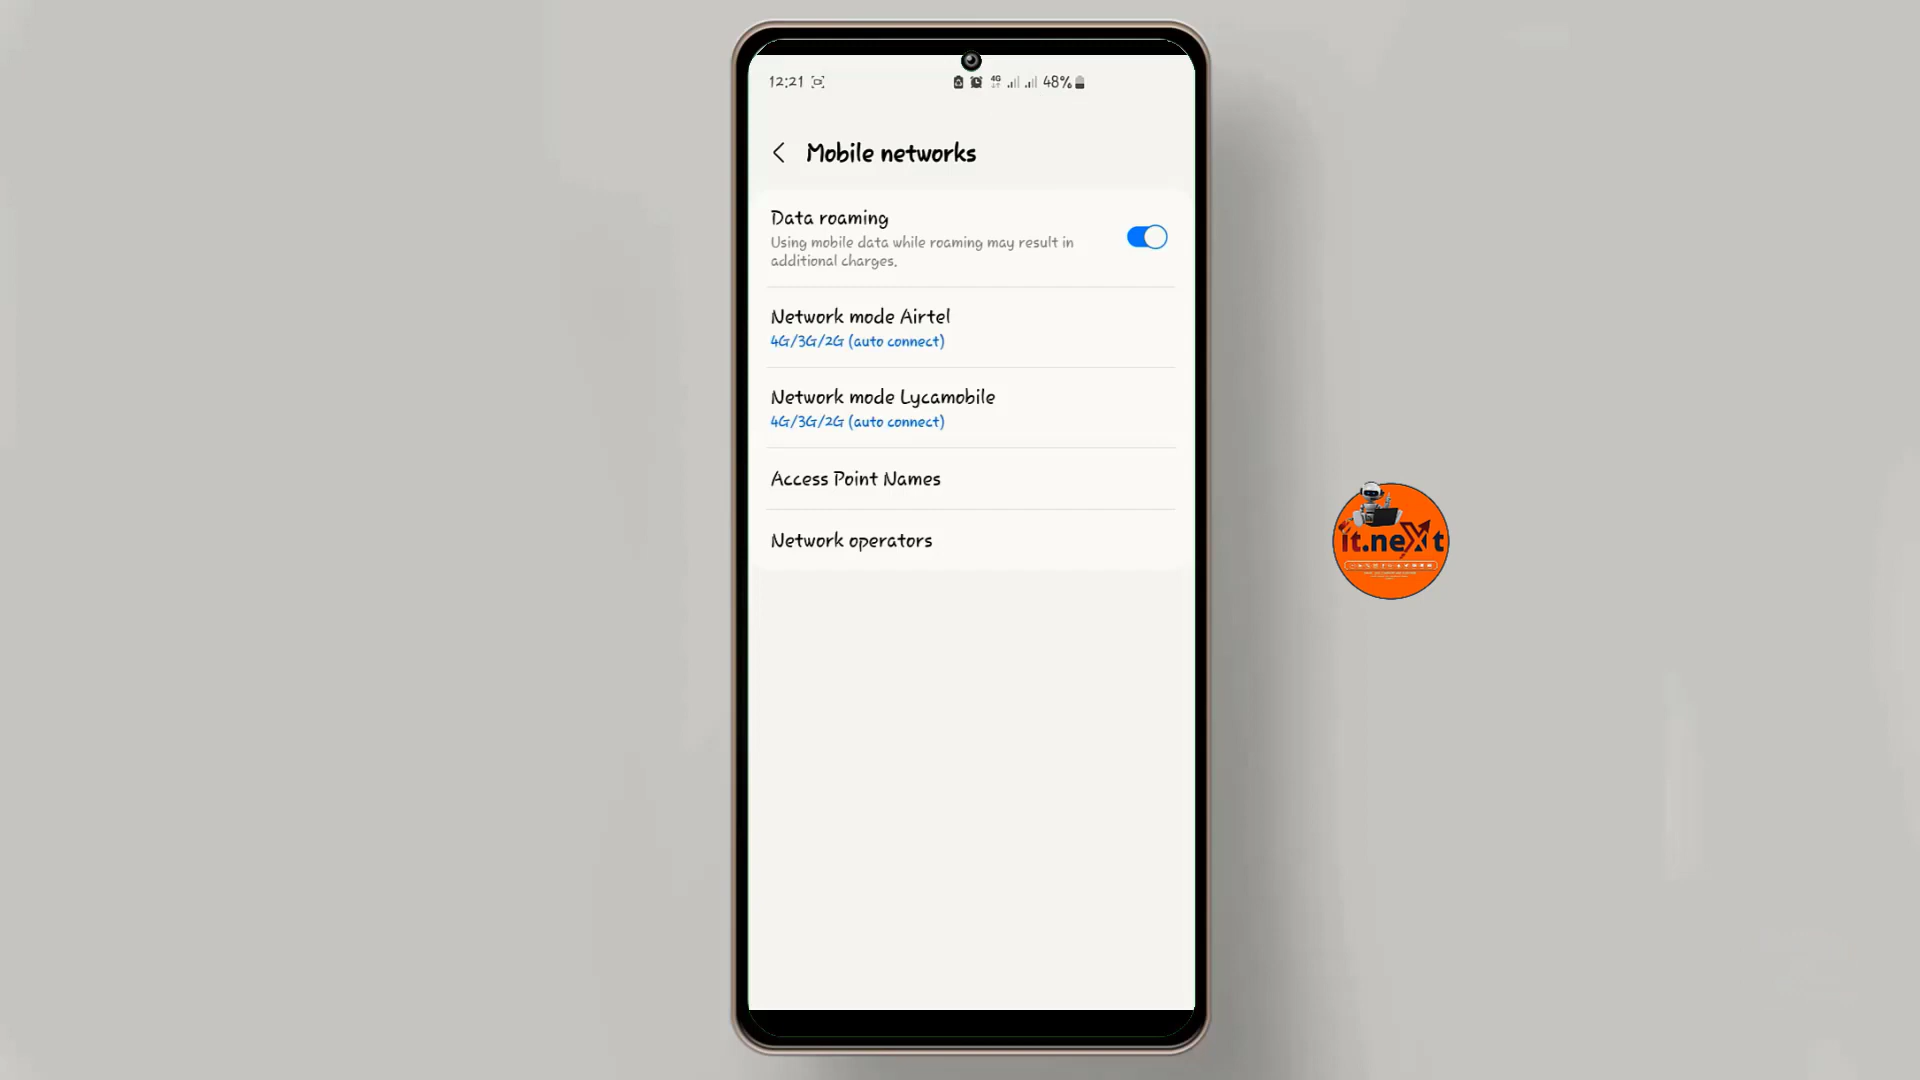 12:21
4G
48%
Mobile networks
Data roaming
Using mobile data while roaming may result in
additional charges.
Network mode Airtel
4G/3G/2G (auto connect)
Network mode Lycamobile
4G/3G/2G (auto connect)
Access Point Names
Network operators
it.neXt